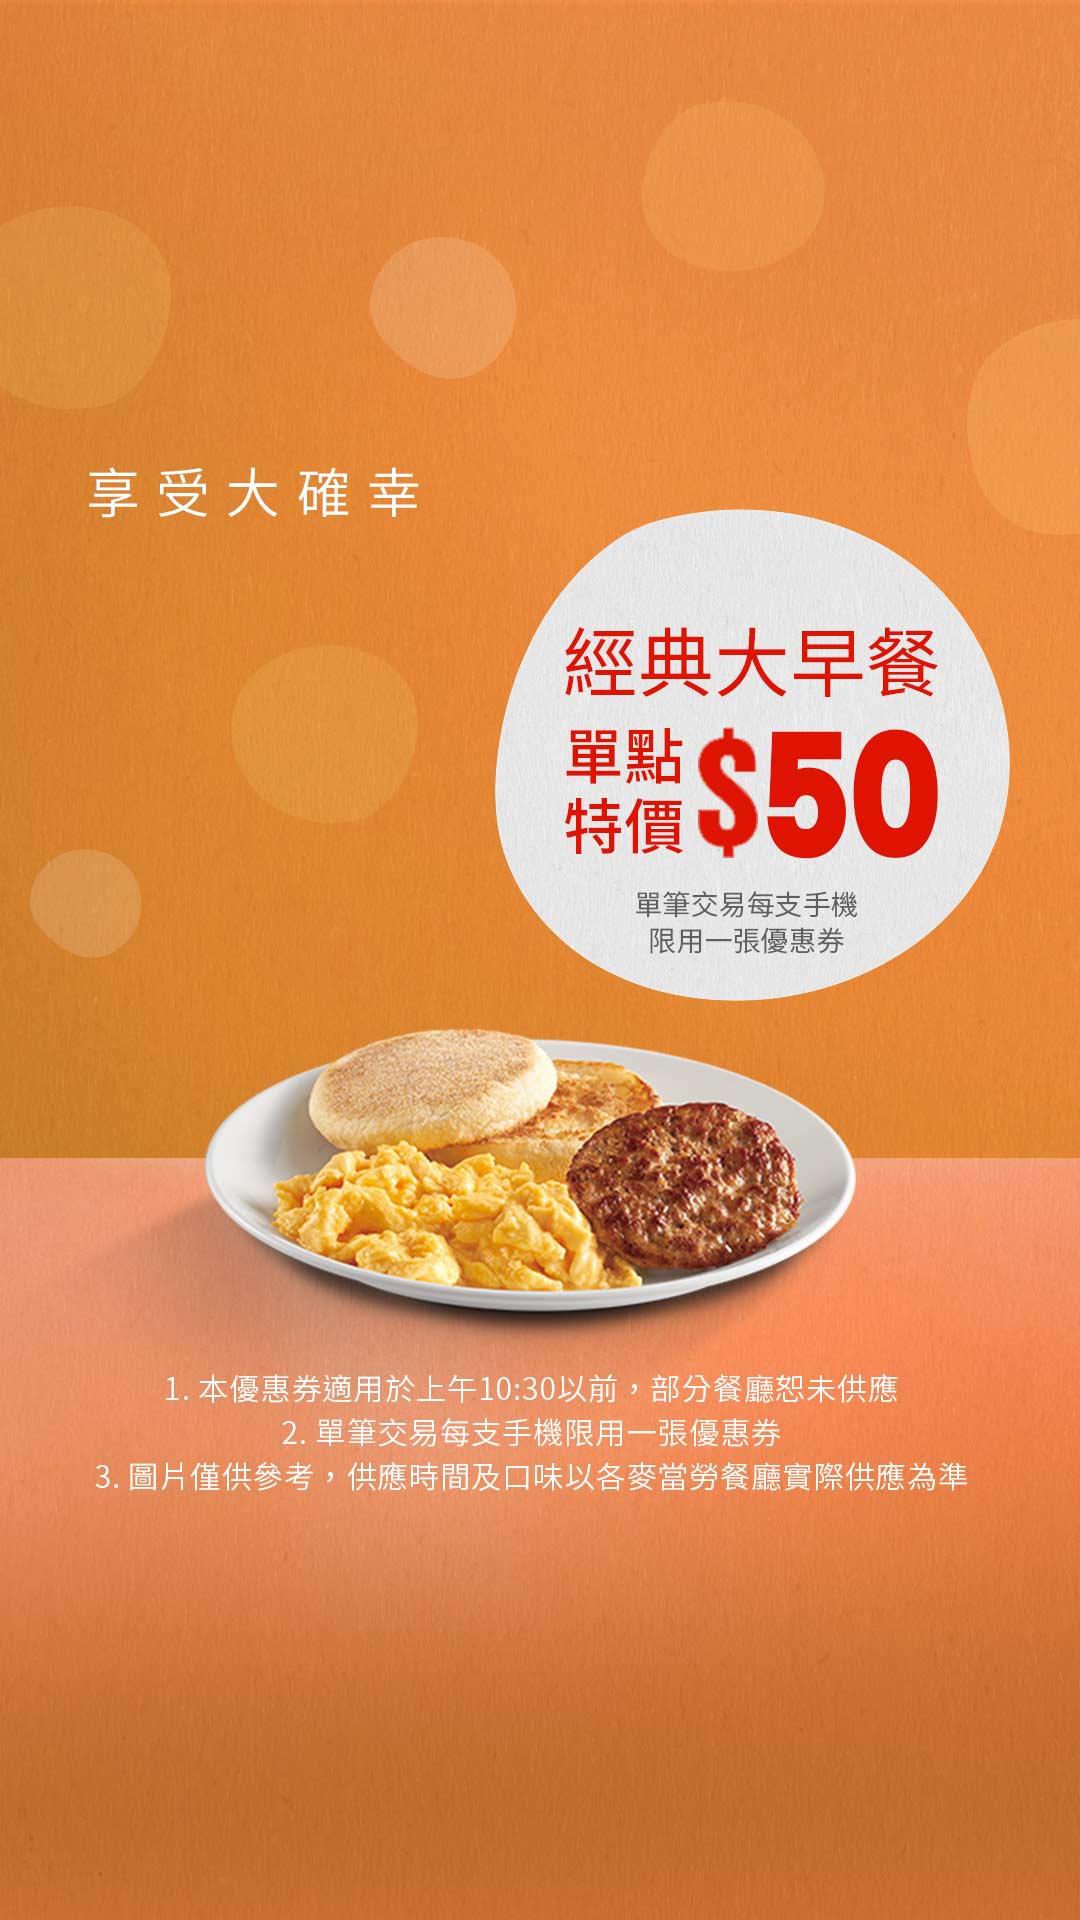 享受大確幸
經典大早餐
單點
特價
$50
單筆交易每支手機
限用一張優惠券
1. 本優惠券適用於上午10:30以前，部分餐廳恕未供應
2. 單筆交易每支手機限用一張優惠券
3. 圖片僅供參考，供應時間及口味以各麥當勞餐廳實際供應為準